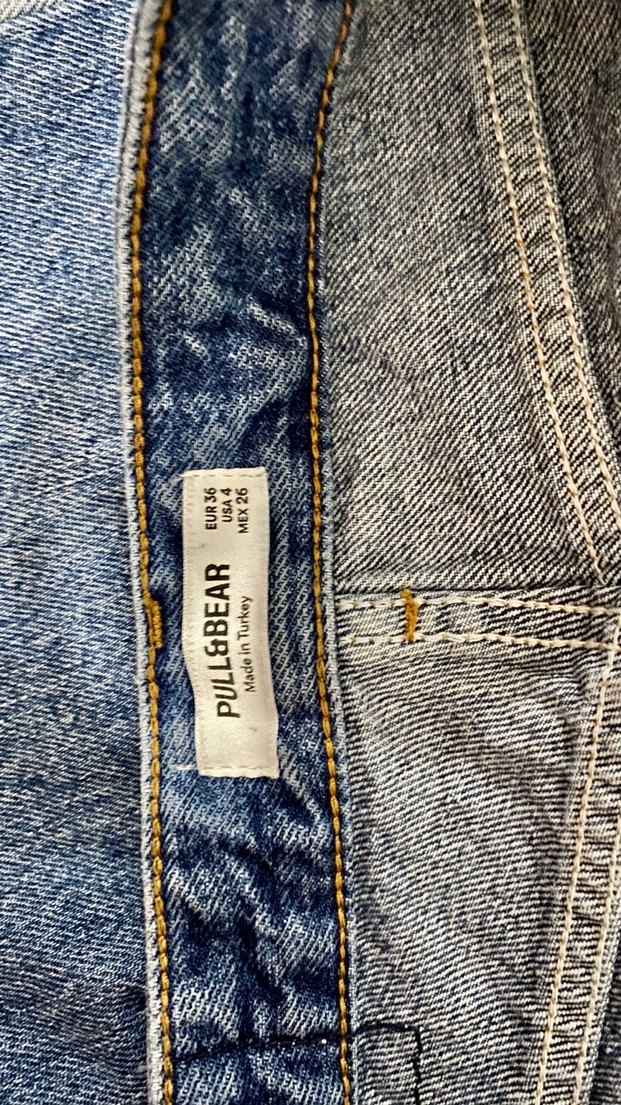 PULL&BEAR
Made in Turkey
EUR 36
USA 4
MEX 26